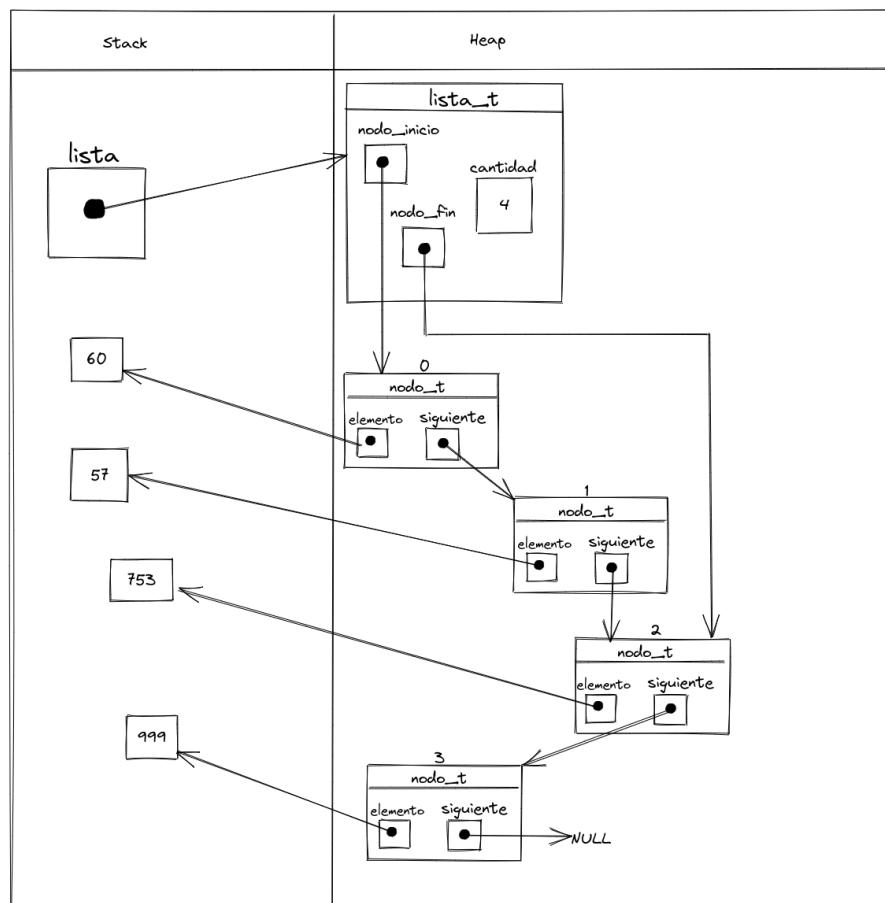 Stack
Heap
lista_t
nodo_inicio
lista
cantidad
4
nodo_fin
60
0
nodo_t
elemento siguiente
57
1
nodo_t
elemento siguiente
753
2
nodo_t
elemento siguiente
999
3
nodo_t
elemento siguiente
NULL